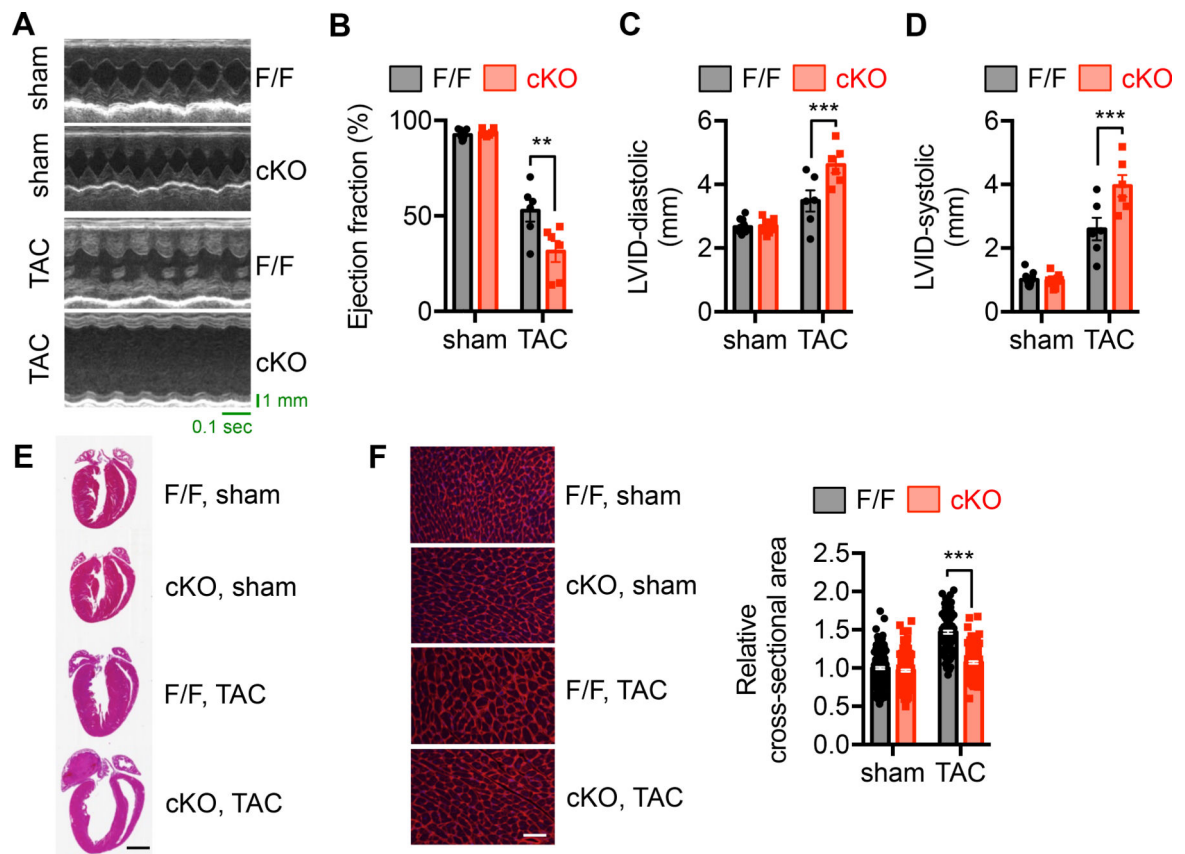 A
sham
F/F
sham
cKO
TAC
F/F
TAC
cKO
1 mm
0.1 sec
B
F/F cKO
Ejection fraction (%)
100
50
0
**
sham TAC
C
F/F cKO
LVID-diastolic
(mm)
6
4
2
0
***
sham TAC
D
F/F cKO
LVID-systolic
(mm)
6
4
2
0
***
sham TAC
E
F/F, sham
cKO, sham
F/F, TAC
cKO, TAC
F
F/F, sham
cKO, sham
F/F, TAC
cKO, TAC
F/F cKO
Relative
cross-sectional area
2.5
2.0
1.5
1.0
0.5
0.0
***
sham TAC